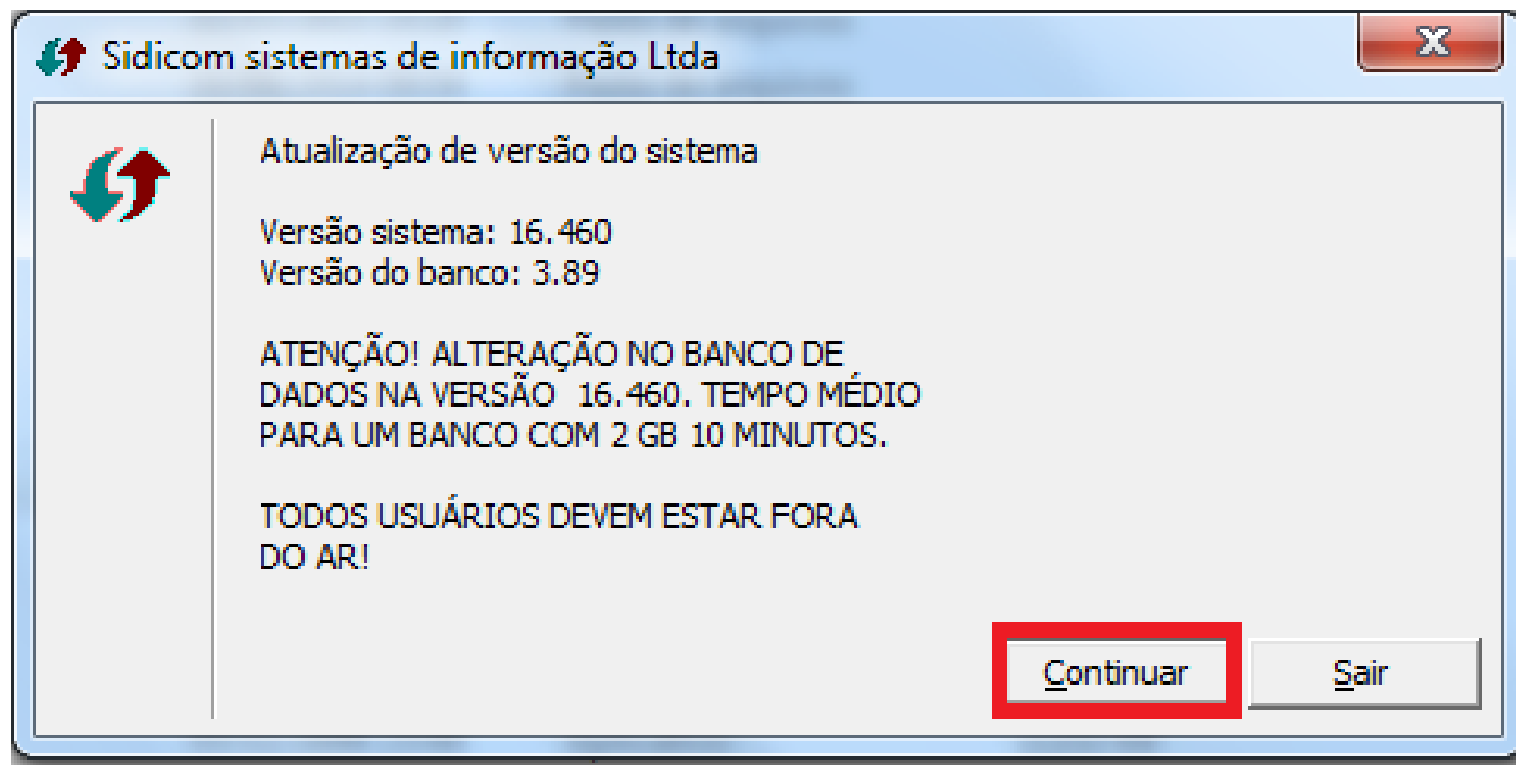 Sidicom sistemas de informação Ltda
Atualização de versão do sistema
Versão sistema: 16.460
Versão do banco: 3.89
ATENÇÃO! ALTERAÇÃO NO BANCO DE
DADOS NA VERSÃO  16.460. TEMPO MÉDIO
PARA UM BANCO COM 2 GB 10 MINUTOS.
TODOS USUÁRIOS DEVEM ESTAR FORA
DO AR!
Continuar
Sair